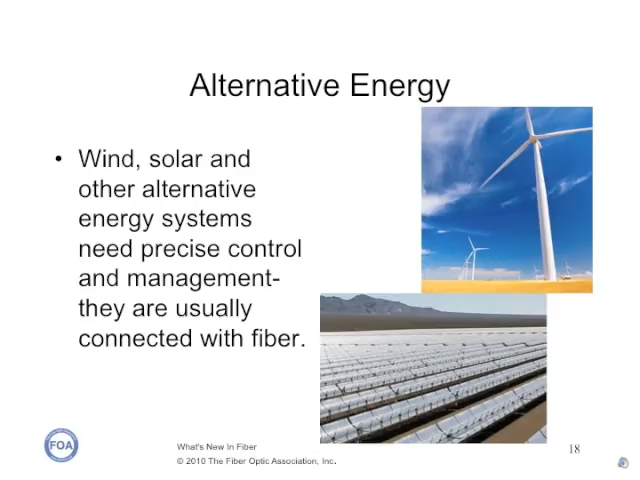 Alternative Energy
• Wind, solar and
other alternative
energy systems
need precise control
and management-
they are usually
connected with fiber.
FOA
What's New In Fiber
© 2010 The Fiber Optic Association, Inc.
18